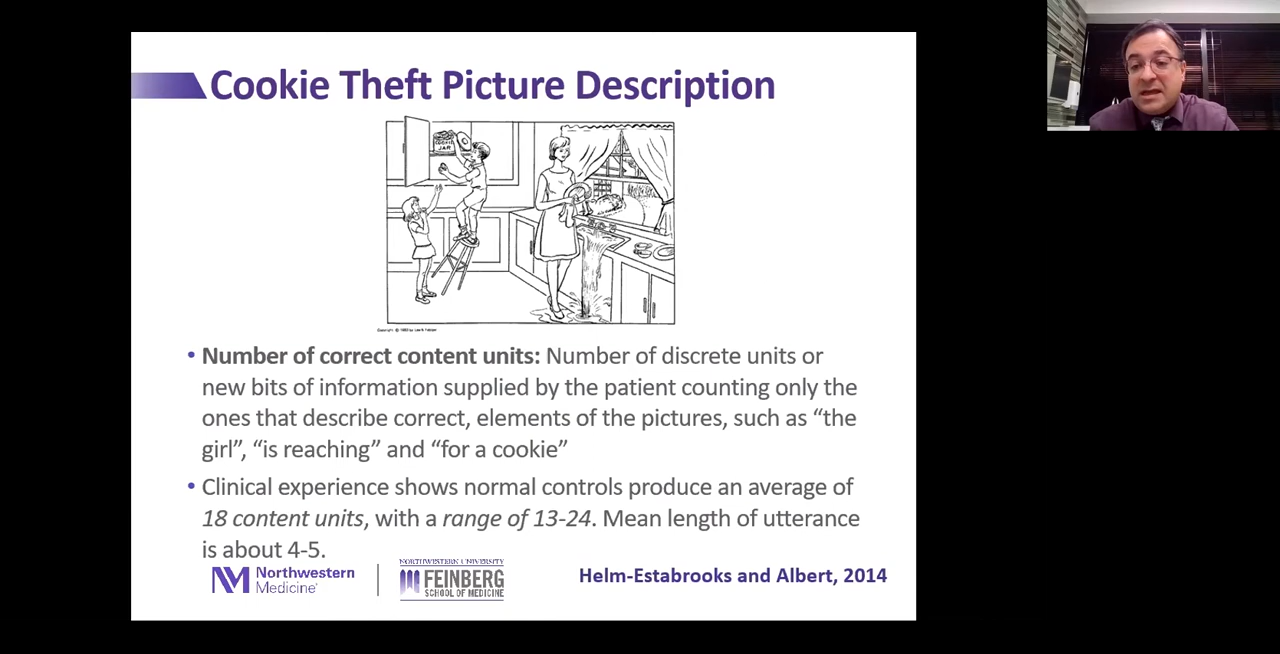 Cookie Theft Picture Description
COOKIE
JAR
• Number of correct content units: Number of discrete units or
new bits of information supplied by the patient counting only the
ones that describe correct, elements of the pictures, such as “the
girl”, “is reaching” and “for a cookie”
• Clinical experience shows normal controls produce an average of
18 content units, with a range of 13-24. Mean length of utterance
is about 4-5.
Northwestern
Medicine
NORTHWESTERN UNIVERSITY
FEINBERG
SCHOOL OF MEDICINE
Helm-Estabrooks and Albert, 2014